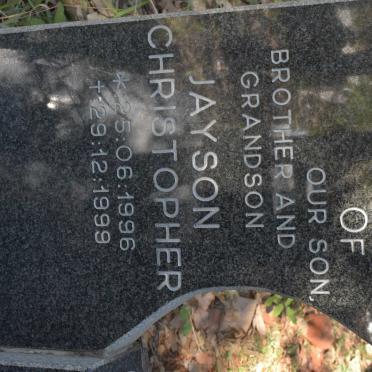 OF
OUR SON,
BROTHER AND
GRANDSON
JAYSON
CHRISTOPHER
* 25:06:1996
† 29:12:1999